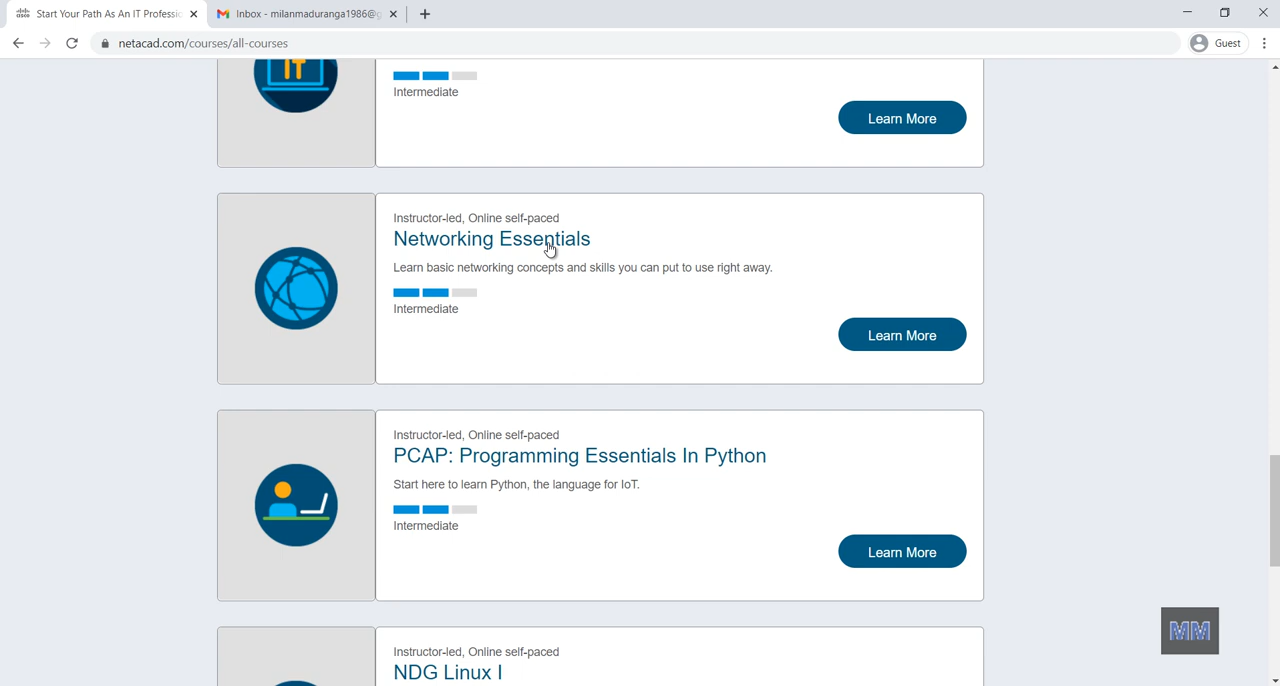 Start Your Path As An IT Professic
Inbox - milanmaduranga1986@g
netacad.com/courses/all-courses
Guest
IT
Intermediate
Learn More
Instructor-led, Online self-paced
Networking Essentials
Learn basic networking concepts and skills you can put to use right away.
Intermediate
Learn More
Instructor-led, Online self-paced
PCAP: Programming Essentials In Python
Start here to learn Python, the language for IoT.
Intermediate
Learn More
MM
Instructor-led, Online self-paced
NDG Linux I